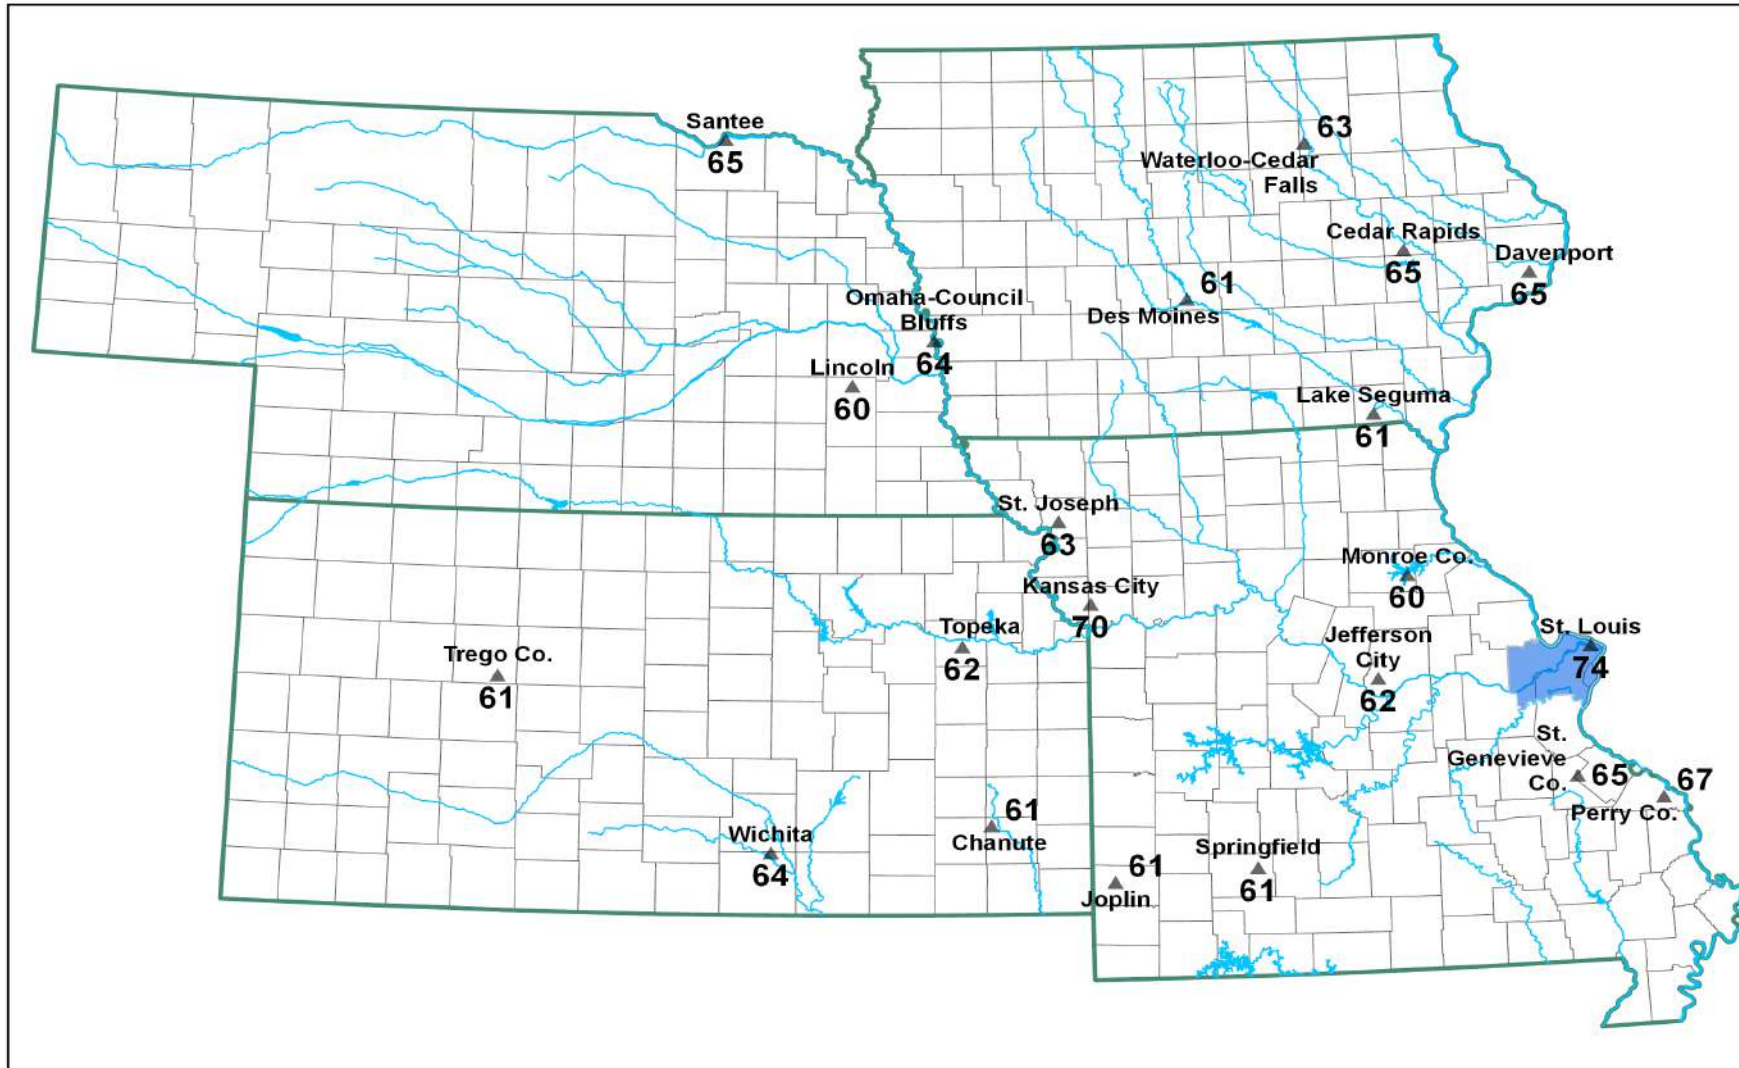 Santee
65
63
Waterloo-Cedar
Falls
Cedar Rapids
65
Davenport
65
61
Des Moines
Omaha-Council
Bluffs
64
Lincoln
60
Lake Seguma
61
St. Joseph
63
Kansas City
70
Monroe Co.
60
Topeka
62
Trego Co.
61
Jefferson
City
62
St. Louis
74
St.
Genevieve
Co.
65
67
Perry Co.
Wichita
64
61
Chanute
61
Joplin
Springfield
61